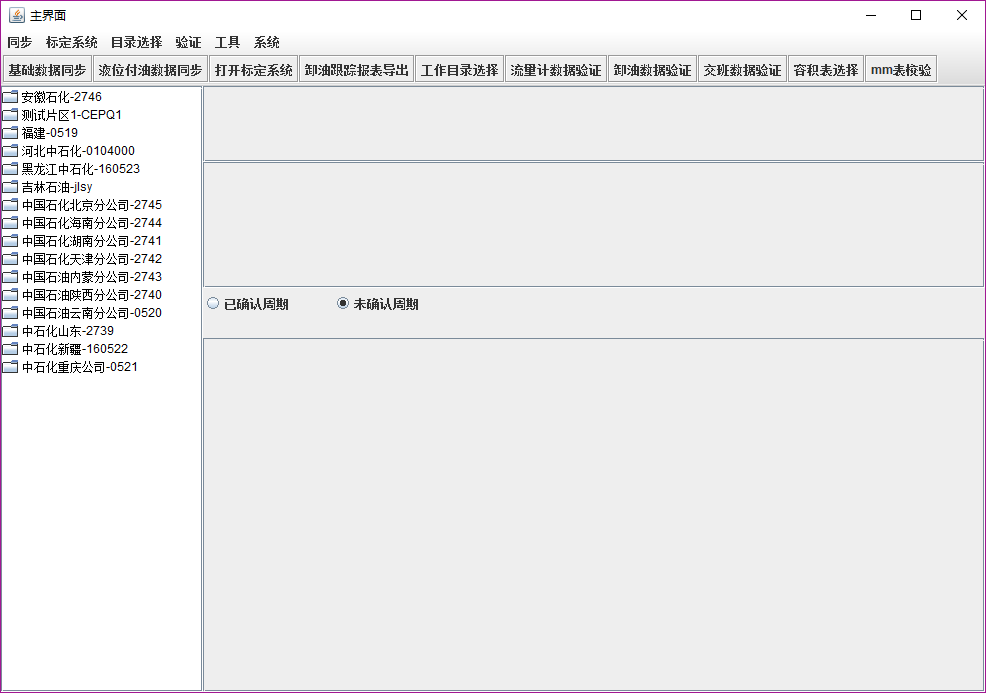 主界面
同步 标定系统 目录选择 验证 工具 系统
基础数据同步 液位付油数据同步 打开标定系统 卸油跟踪报表导出 工作目录选择 流量计数据验证 卸油数据验证 交班数据验证 容积表选择 mm表校验
安徽石化-2746
测试片区1-CEPQ1
福建-0519
河北中石化-0104000
黑龙江中石化-160523
吉林石油-jlsy
中国石化北京分公司-2745
中国石化海南分公司-2744
中国石化湖南分公司-2741
中国石化天津分公司-2742
中国石油内蒙分公司-2743
中国石油陕西分公司-2740
中国石油云南分公司-0520
中石化山东-2739
中石化新疆-160522
中石化重庆公司-0521
已确认周期 未确认周期